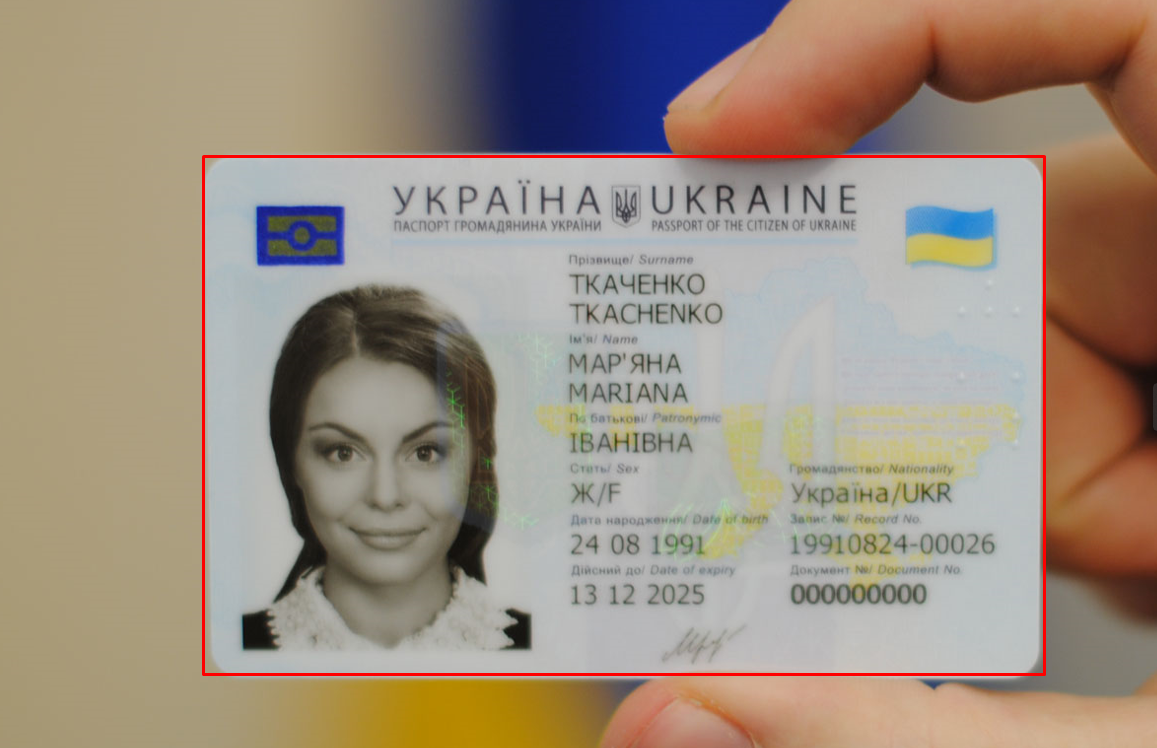 УКРАЇНА UKRAINE
ПАСПОРТ ГРОМАДЯНИНА УКРАЇНИ PASSPORT OF THE CITIZEN OF UKRAINE
Прізвище/ Surname
ТКАЧЕНКО
TKACHENKO
Ім'я/ Name
МАР'ЯНА
MARIANA
По батькові/ Patronymic
ІВАНІВНА
Стать/ Sex Громадянство/ Nationality
Ж/F Україна/UKR
Дата народження/ Date of birth Запис №/ Record No.
24 08 1991 19910824-00026
Дійсний до/ Date of expiry Документ №/ Document No.
13 12 2025 000000000